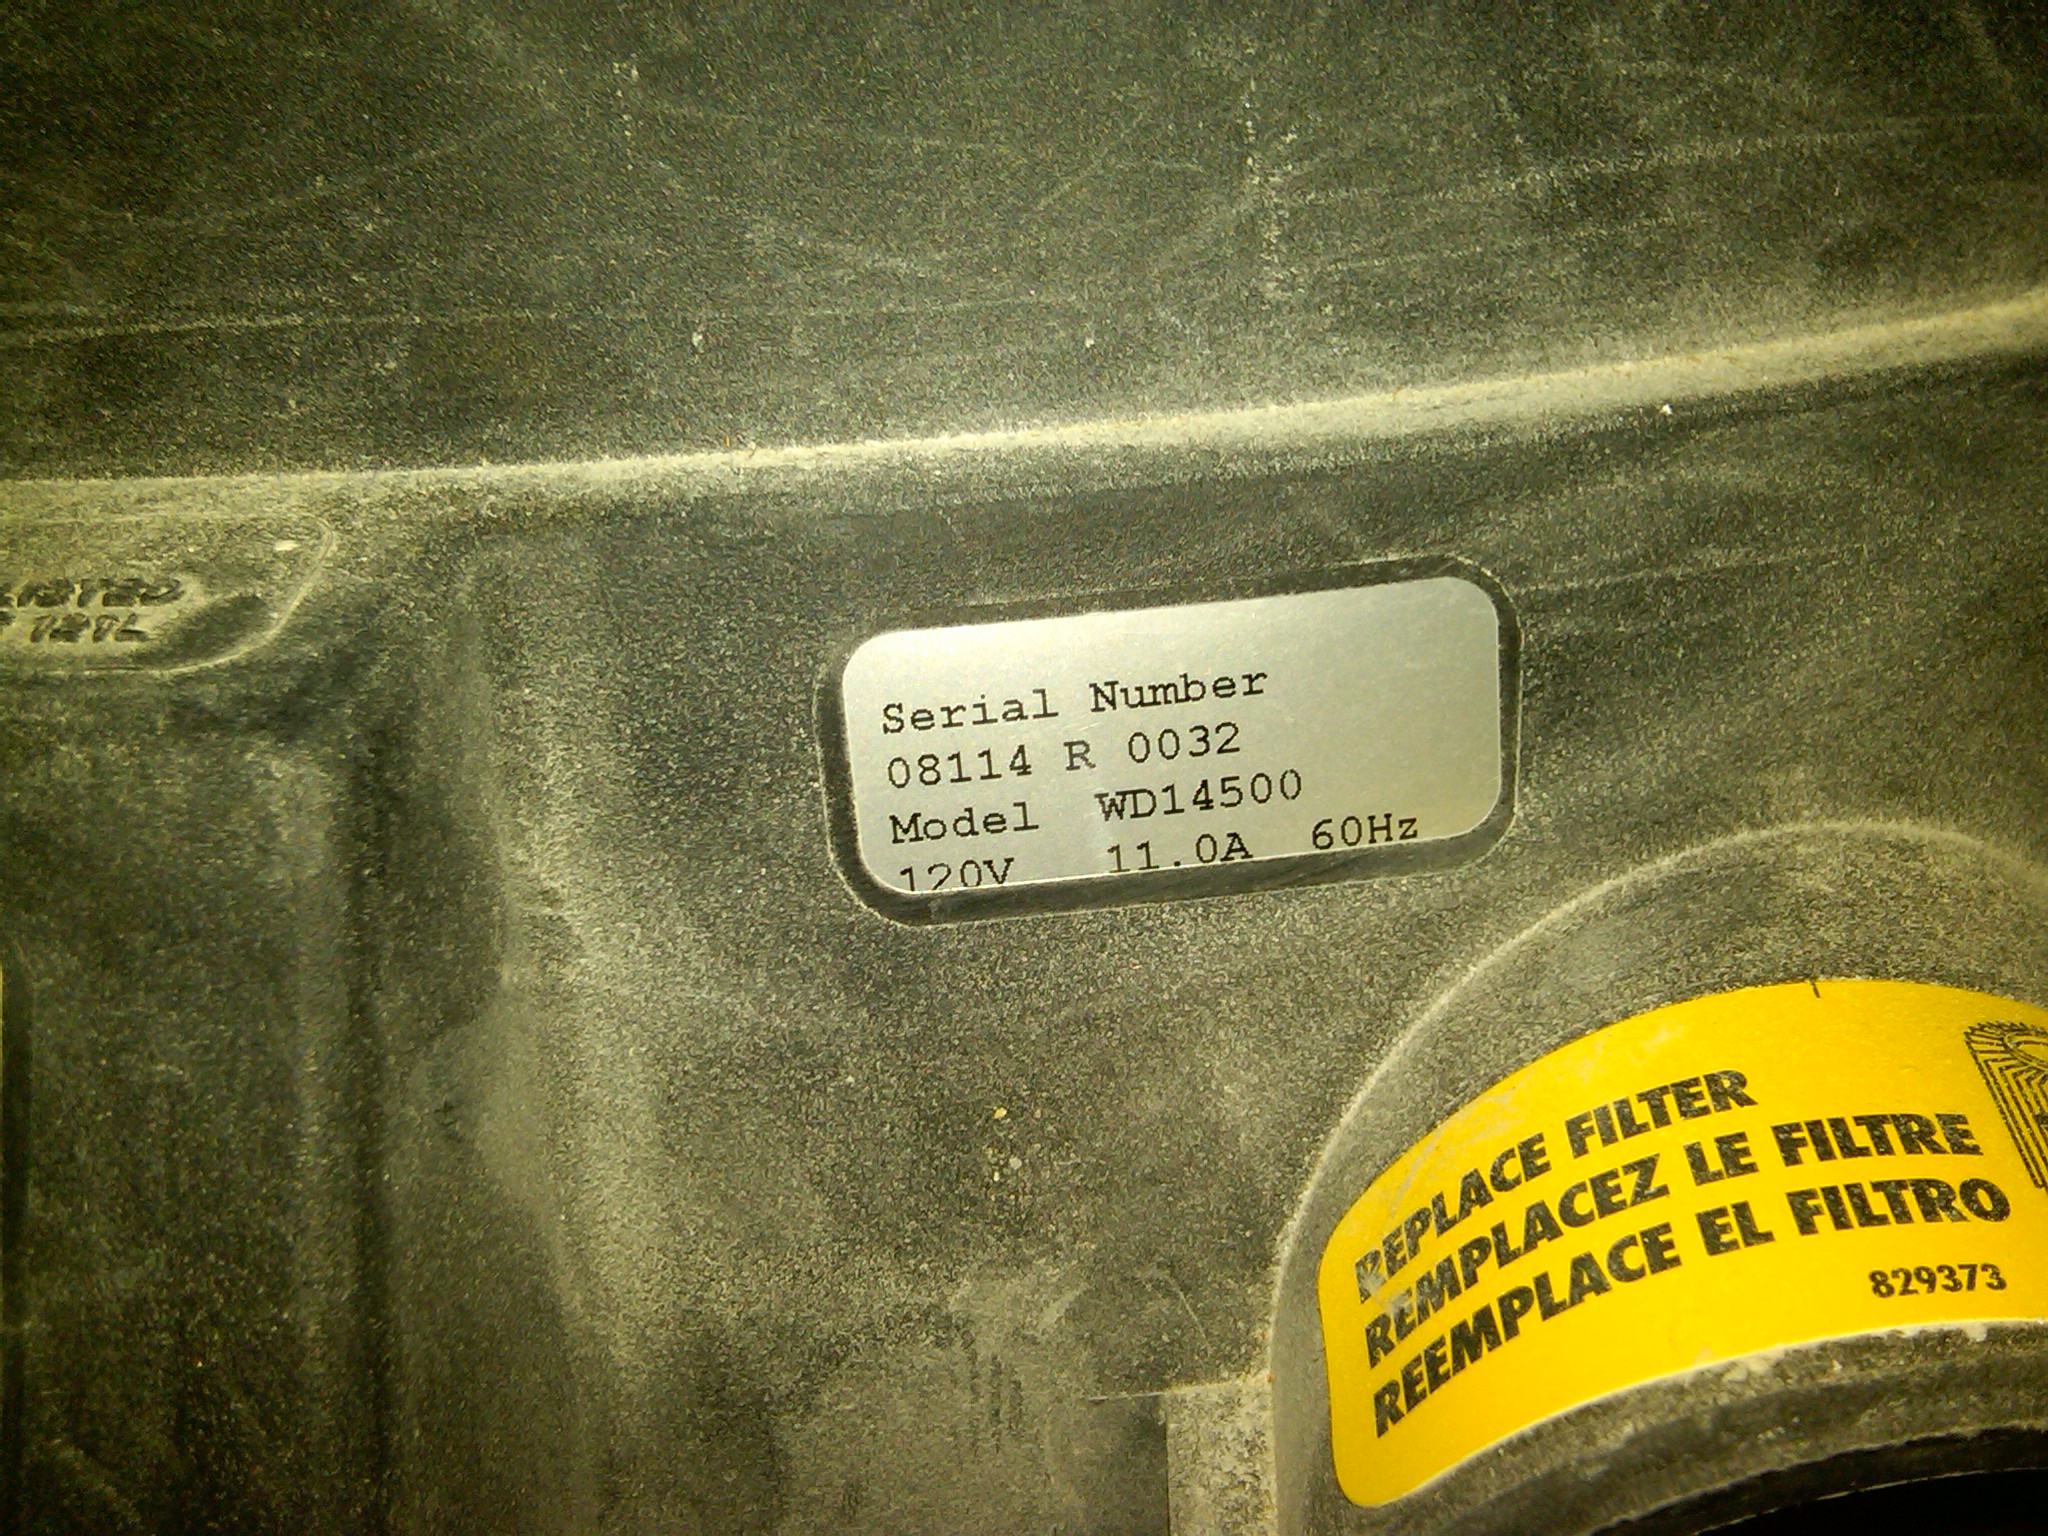 Serial Number
08114 R 0032
Model WD14500
120V 11.0A 60Hz
REPLACE FILTER
REMPLACEZ LE FILTRE
REEMPLACE EL FILTRO
829373